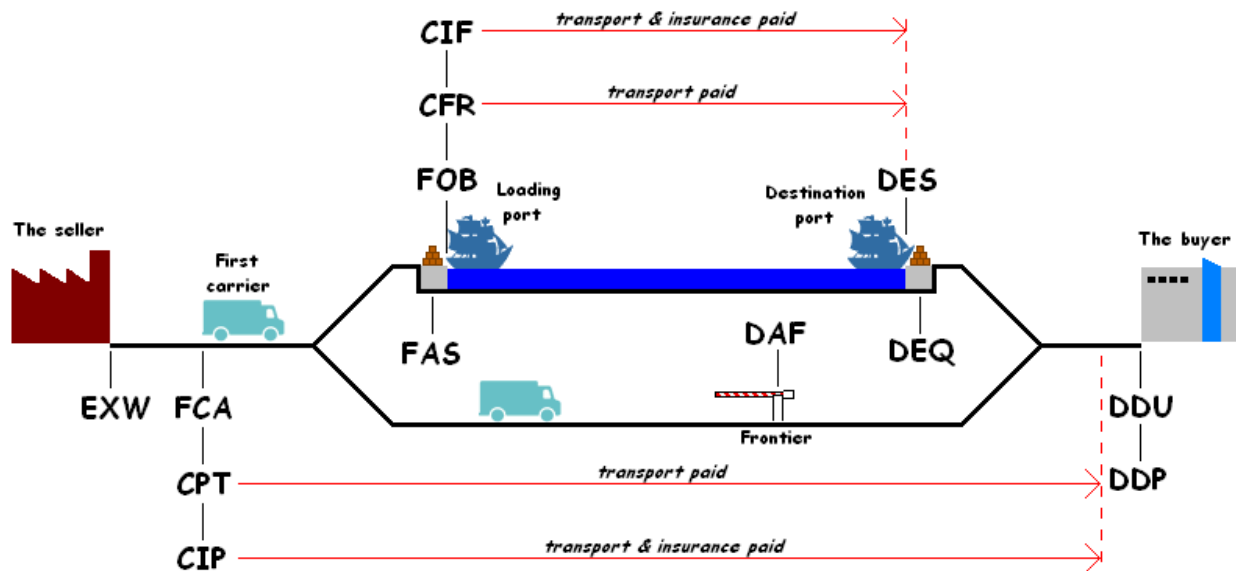 CIF
transport & insurance paid
CFR
transport paid
FOB
Loading
port
Destination
port
DES
The seller
First
carrier
The buyer
FAS
DAF
DEQ
EXW
FCA
Frontier
DDU
CPT
transport paid
DDP
CIP
transport & insurance paid